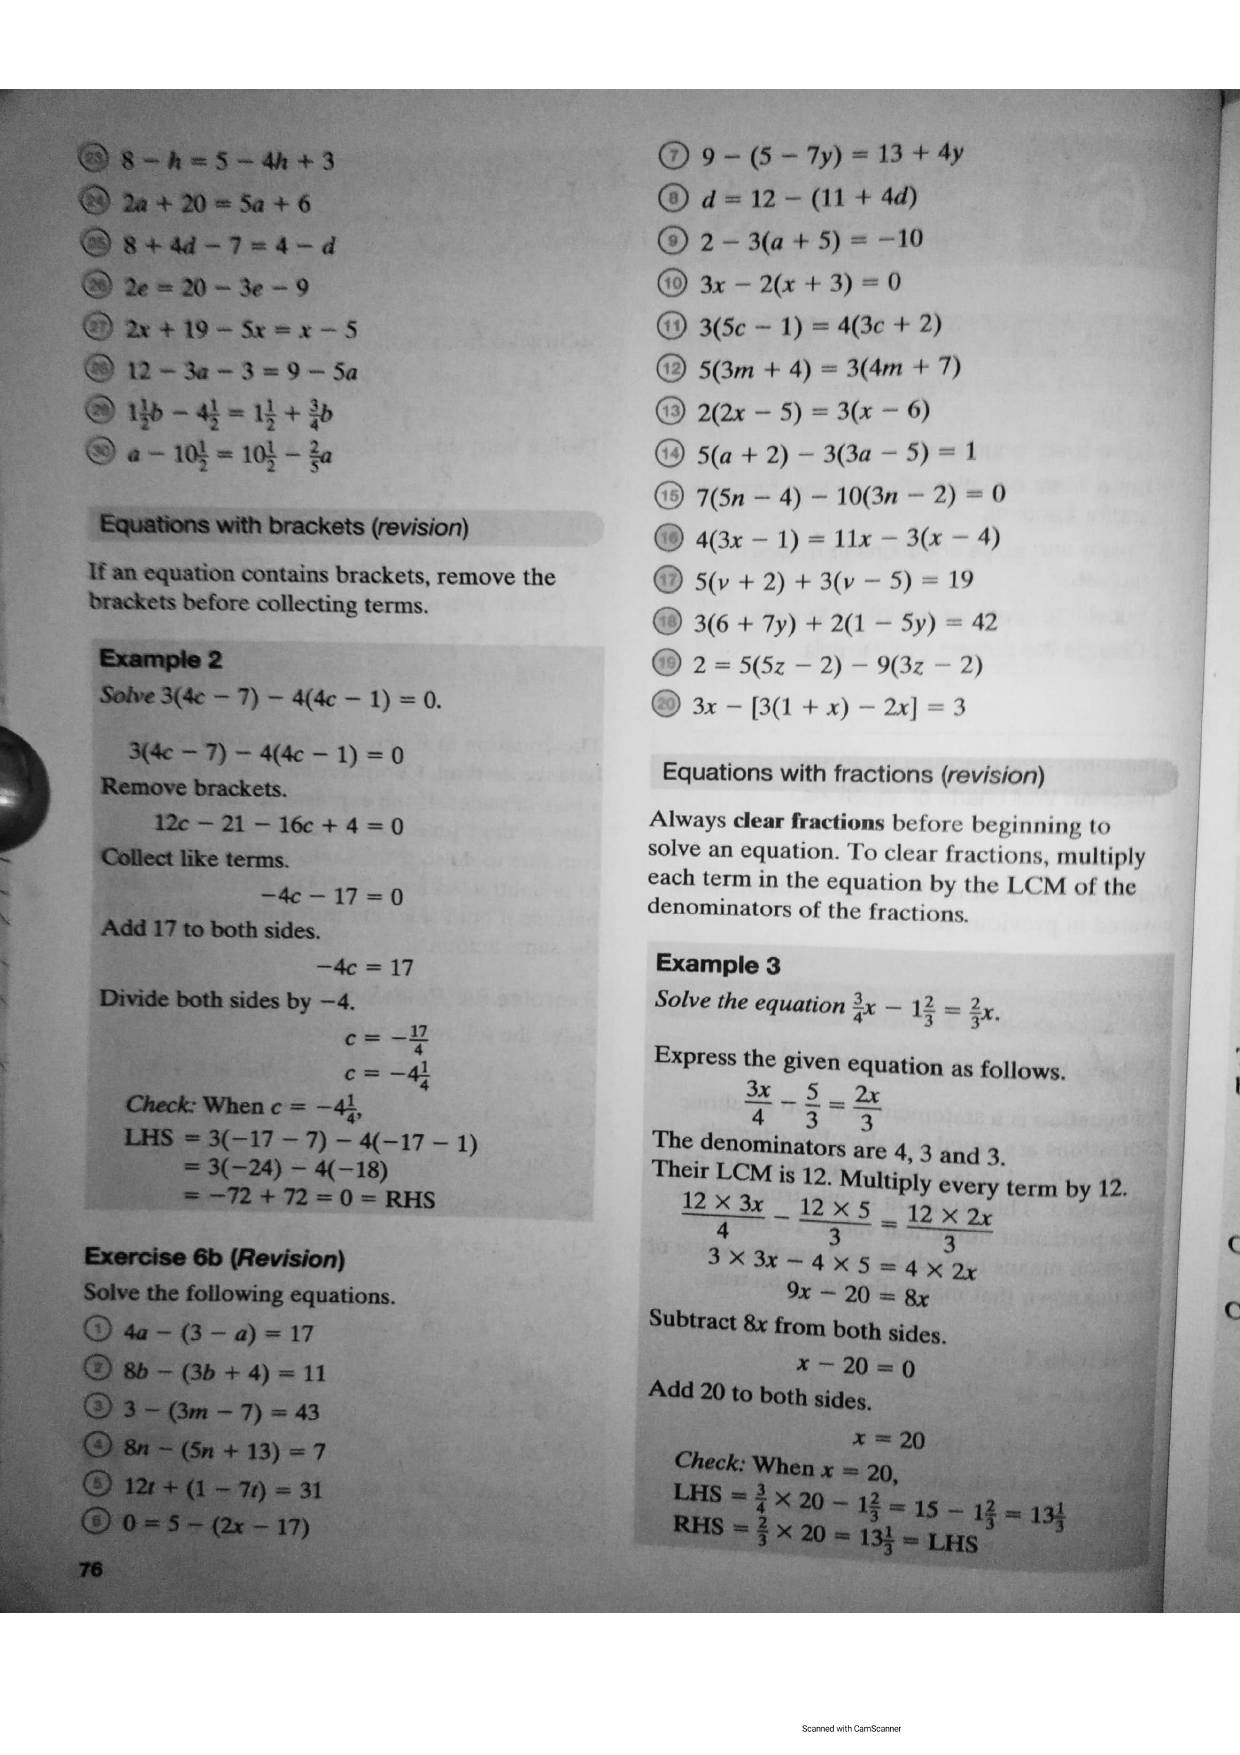 23 8 − h = 5 − 4h + 3
24 2a + 20 = 5a + 6
25 8 + 4d − 7 = 4 − d
26 2e = 20 − 3e − 9
27 2x + 19 − 5x = x − 5
28 12 − 3a − 3 = 9 − 5a
29 1½b − 4½ = 1½ + ¾b
30 a − 10½ = 10½ − ⅖a
Equations with brackets (revision)
If an equation contains brackets, remove the
brackets before collecting terms.
Example 2
Solve 3(4c − 7) − 4(4c − 1) = 0.
3(4c − 7) − 4(4c − 1) = 0
Remove brackets.
12c − 21 − 16c + 4 = 0
Collect like terms.
−4c − 17 = 0
Add 17 to both sides.
−4c = 17
Divide both sides by −4.
c = −17/4
c = −4¼
Check: When c = −4¼,
LHS = 3(−17 − 7) − 4(−17 − 1)
= 3(−24) − 4(−18)
= −72 + 72 = 0 = RHS
Exercise 6b (Revision)
Solve the following equations.
1 4a − (3 − a) = 17
2 8b − (3b + 4) = 11
3 3 − (3m − 7) = 43
4 8n − (5n + 13) = 7
5 12t + (1 − 7t) = 31
6 0 = 5 − (2x − 17)
76
7 9 − (5 − 7y) = 13 + 4y
8 d = 12 − (11 + 4d)
9 2 − 3(a + 5) = −10
10 3x − 2(x + 3) = 0
11 3(5c − 1) = 4(3c + 2)
12 5(3m + 4) = 3(4m + 7)
13 2(2x − 5) = 3(x − 6)
14 5(a + 2) − 3(3a − 5) = 1
15 7(5n − 4) − 10(3n − 2) = 0
16 4(3x − 1) = 11x − 3(x − 4)
17 5(v + 2) + 3(v − 5) = 19
18 3(6 + 7y) + 2(1 − 5y) = 42
19 2 = 5(5z − 2) − 9(3z − 2)
20 3x − [3(1 + x) − 2x] = 3
Equations with fractions (revision)
Always clear fractions before beginning to
solve an equation. To clear fractions, multiply
each term in the equation by the LCM of the
denominators of the fractions.
Example 3
Solve the equation ¾x − 1⅔ = ⅔x.
Express the given equation as follows.
3x/4 − 5/3 = 2x/3
The denominators are 4, 3 and 3.
Their LCM is 12. Multiply every term by 12.
12 × 3x/4 − 12 × 5/3 = 12 × 2x/3
3 × 3x − 4 × 5 = 4 × 2x
9x − 20 = 8x
Subtract 8x from both sides.
x − 20 = 0
Add 20 to both sides.
x = 20
Check: When x = 20,
LHS = ¾ × 20 − 1⅔ = 15 − 1⅔ = 13⅓
RHS = ⅔ × 20 = 13⅓ = LHS
Scanned with CamScanner